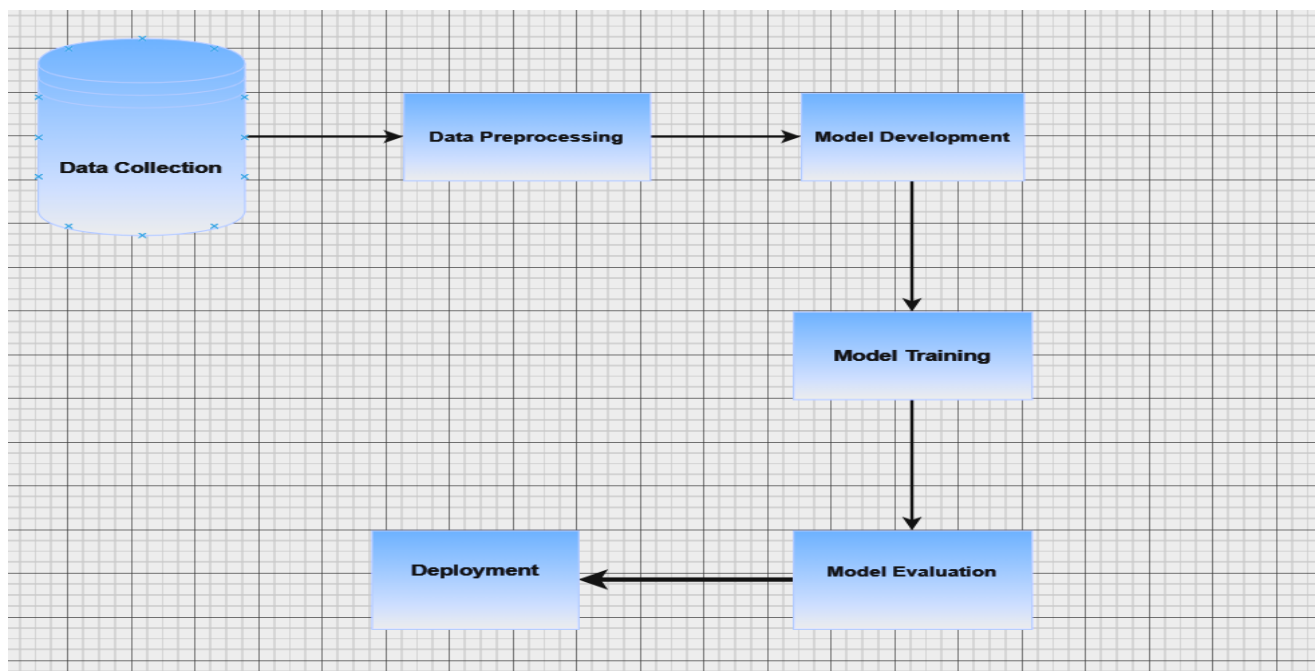 Data Collection
Data Preprocessing
Model Development
Model Training
Model Evaluation
Deployment